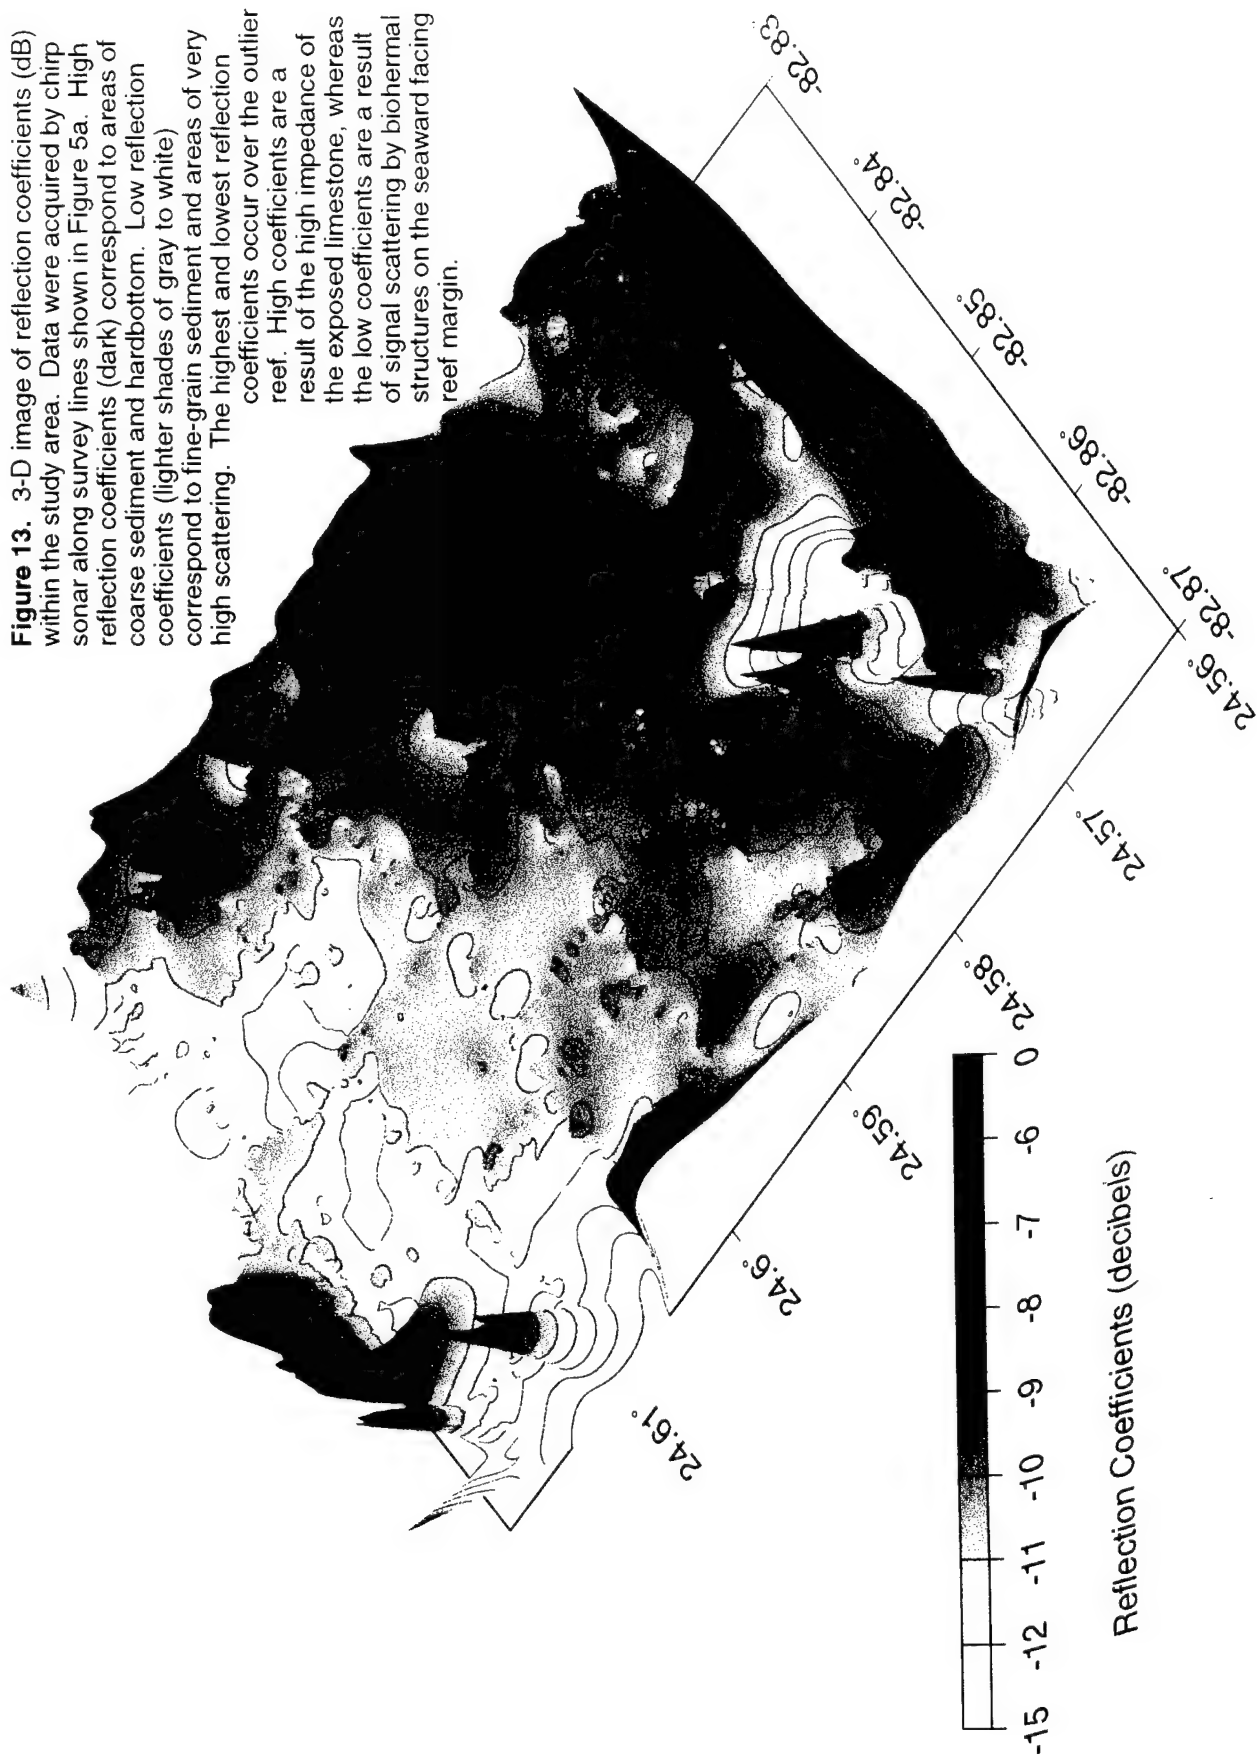 Figure 13. 3-D image of reflection coefficients (dB)
within the study area. Data were acquired by chirp
sonar along survey lines shown in Figure 5a. High
reflection coefficients (dark) correspond to areas of
coarse sediment and hardbottom. Low reflection
coefficients (lighter shades of gray to white)
correspond to fine-grain sediment and areas of very
high scattering. The highest and lowest reflection
coefficients occur over the outlier
reef. High coefficients are a
result of the high impedance of
the exposed limestone, whereas
the low coefficients are a result
of signal scattering by biohermal
structures on the seaward facing
reef margin.
-82.83
-82.84°
-82.85°
-82.86°
-82.87°
24.56°
24.57°
24.58°
24.59°
24.6°
24.61°
-15 -12 -11 -10 -9 -8 -7 -6 0
Reflection Coefficients (decibels)